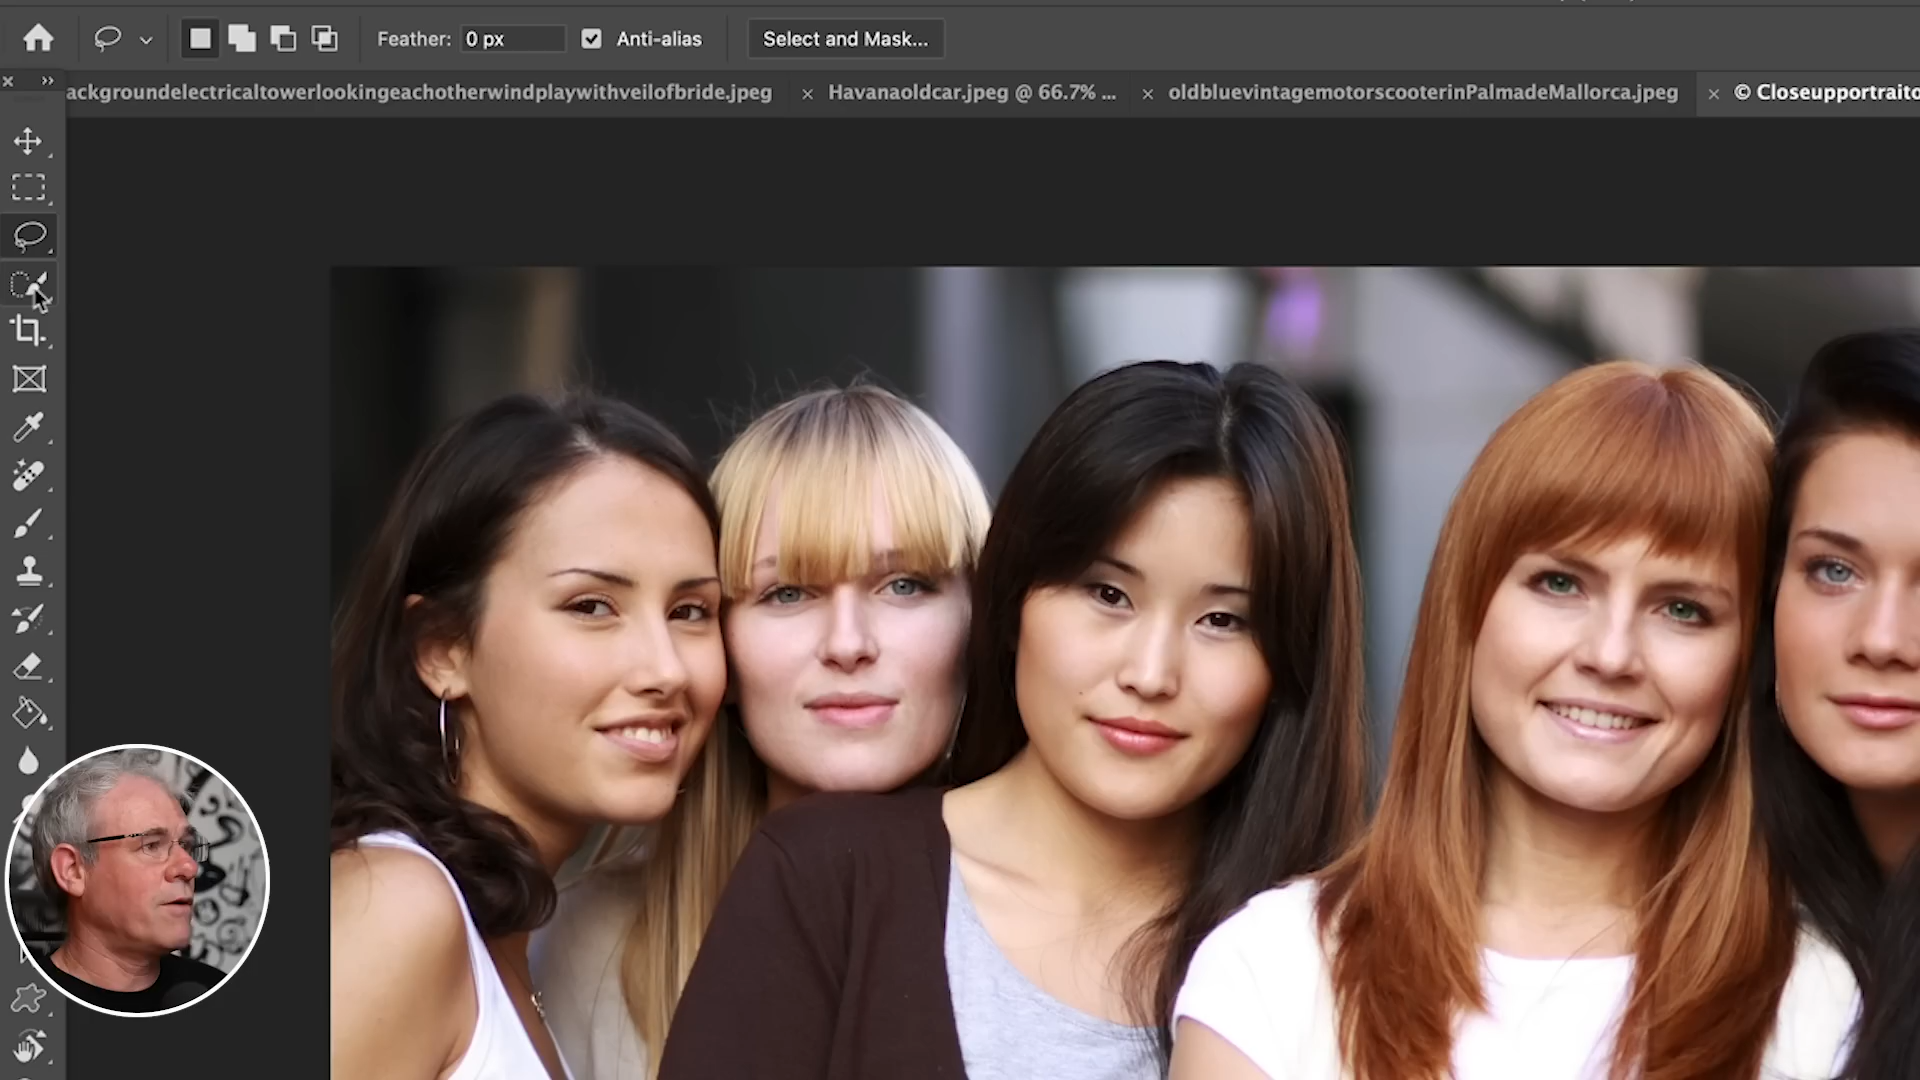 Feather: 0 px Anti-alias Select and Mask...
ackgroundelectricaltowerlookingeachotherwindplaywithveilofbride.jpeg × Havanaoldcar.jpeg @ 66.7% ... × oldbluevintagemotorscooterinPalmadeMallorca.jpeg × © Closeupportraito